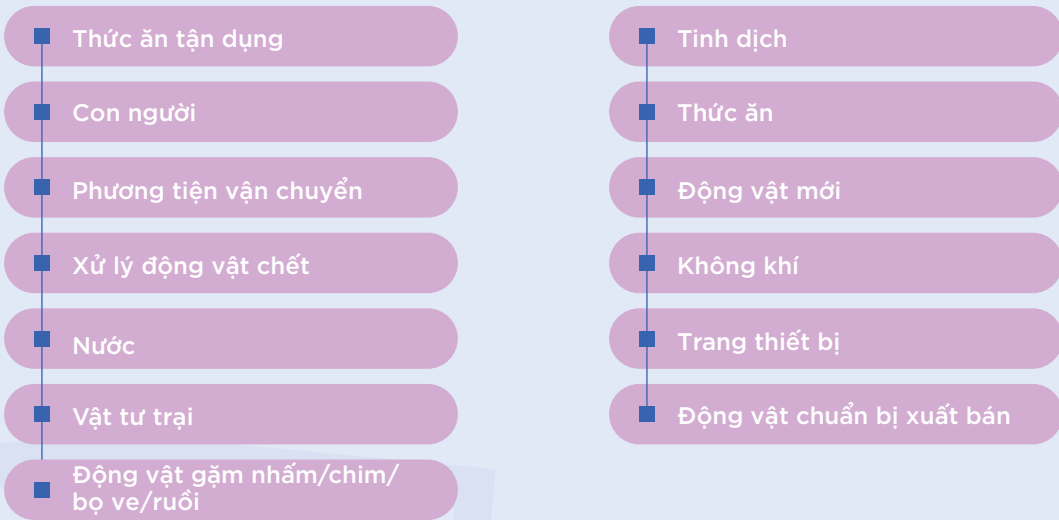 Thức ăn tận dụng
Con người
Phương tiện vận chuyển
Xử lý động vật chết
Nước
Vật tư trại
Động vật gặm nhấm/chim/
bọ ve/ruồi
Tinh dịch
Thức ăn
Động vật mới
Không khí
Trang thiết bị
Động vật chuẩn bị xuất bán